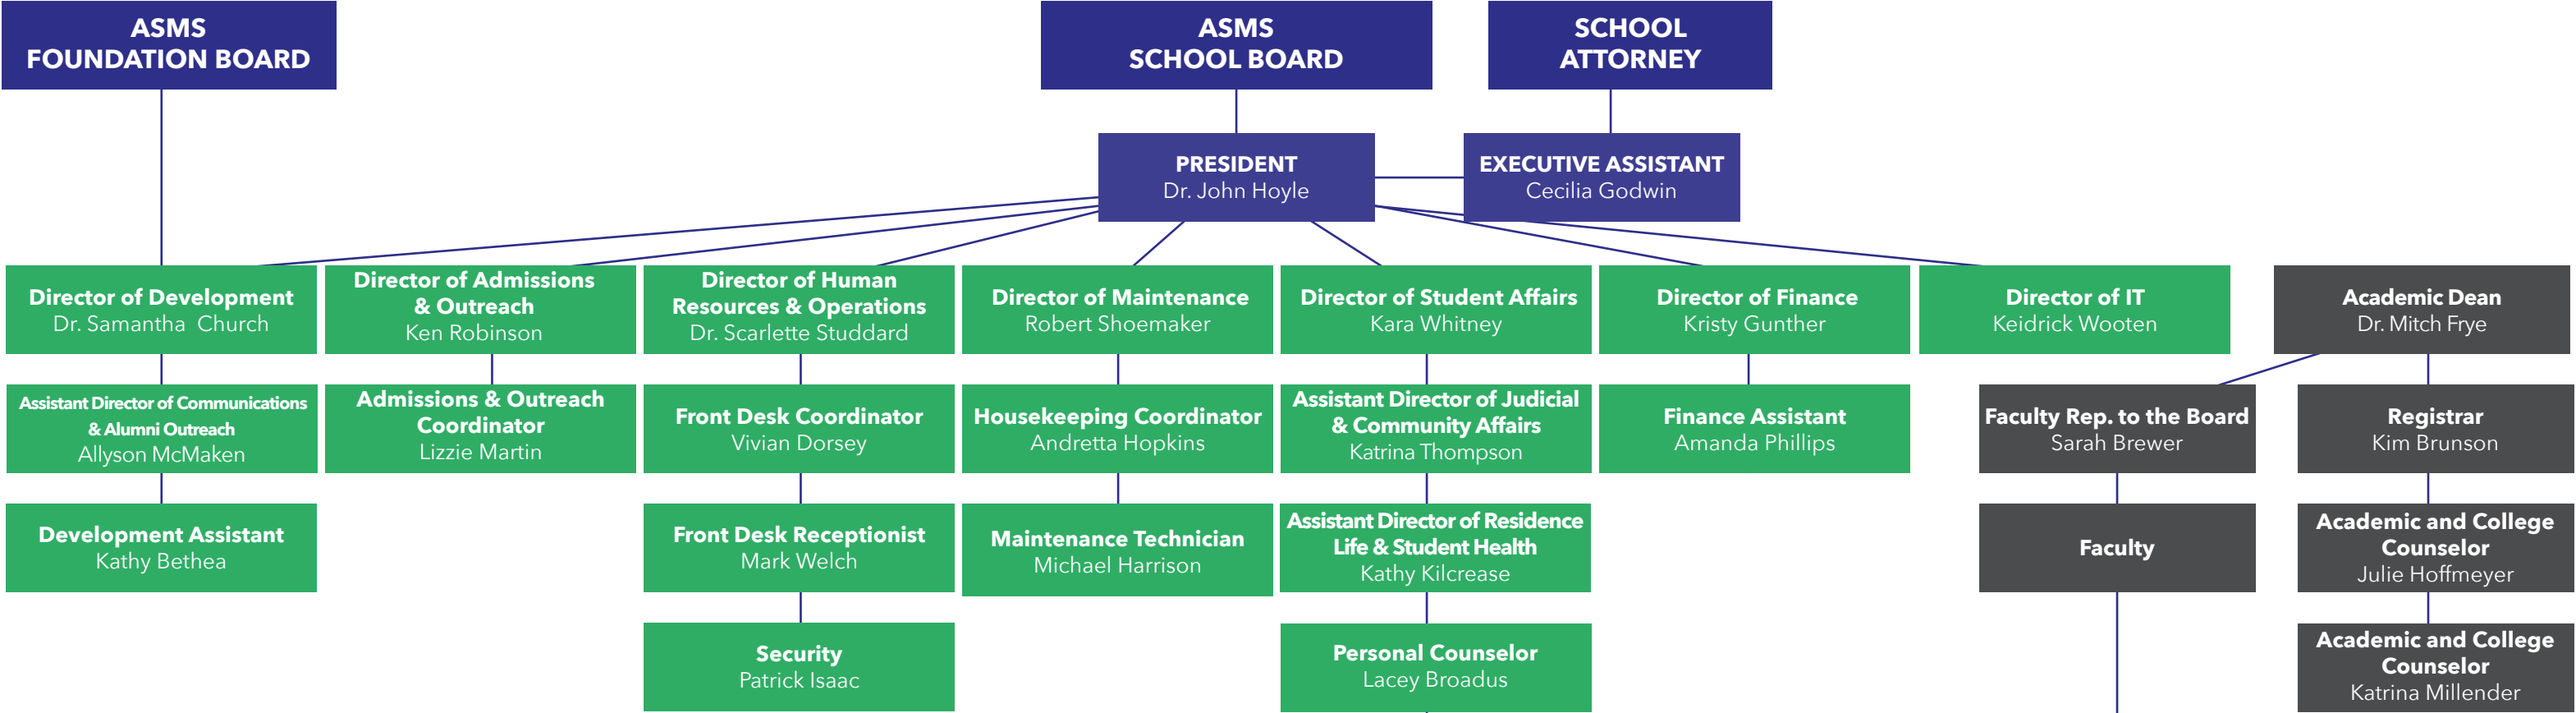 ASMS
FOUNDATION BOARD
ASMS
SCHOOL BOARD
SCHOOL
ATTORNEY
PRESIDENT
Dr. John Hoyle
EXECUTIVE ASSISTANT
Cecilia Godwin
Director of Development
Dr. Samantha Church
Director of Admissions
& Outreach
Ken Robinson
Director of Human
Resources & Operations
Dr. Scarlette Studdard
Director of Maintenance
Robert Shoemaker
Director of Student Affairs
Kara Whitney
Director of Finance
Kristy Gunther
Director of IT
Keidrick Wooten
Academic Dean
Dr. Mitch Frye
Assistant Director of Communications
& Alumni Outreach
Allyson McMaken
Admissions & Outreach
Coordinator
Lizzie Martin
Front Desk Coordinator
Vivian Dorsey
Housekeeping Coordinator
Andretta Hopkins
Assistant Director of Judicial
& Community Affairs
Katrina Thompson
Finance Assistant
Amanda Phillips
Faculty Rep. to the Board
Sarah Brewer
Registrar
Kim Brunson
Development Assistant
Kathy Bethea
Front Desk Receptionist
Mark Welch
Maintenance Technician
Michael Harrison
Assistant Director of Residence
Life & Student Health
Kathy Kilcrease
Faculty
Academic and College
Counselor
Julie Hoffmeyer
Security
Patrick Isaac
Personal Counselor
Lacey Broadus
Academic and College
Counselor
Katrina Millender